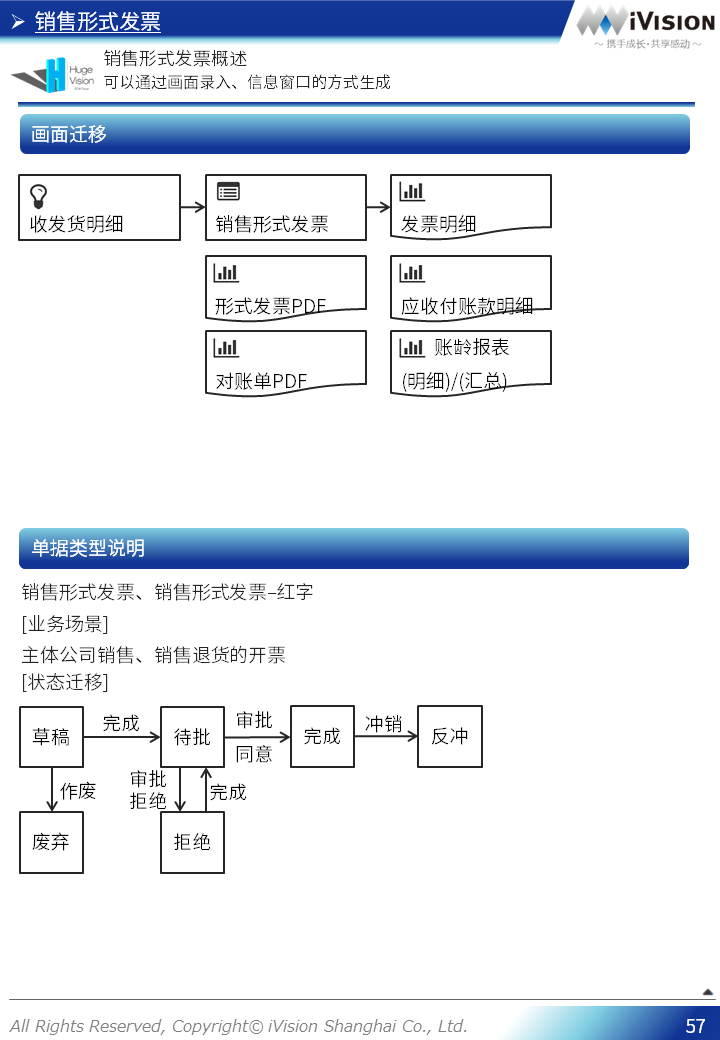 销售形式发票
iVISION
～ 携手成长·共享感动 ～
Huge
Vision
销售形式发票概述
可以通过画面录入、信息窗口的方式生成
画面迁移
收发货明细
销售形式发票
发票明细
形式发票PDF
应收付账款明细
对账单PDF
账龄报表
(明细)/(汇总)
单据类型说明
销售形式发票、销售形式发票–红字
[业务场景]
主体公司销售、销售退货的开票
[状态迁移]
草稿
完成
待批
审批
同意
完成
冲销
反冲
作废
审批
拒绝
完成
废弃
拒绝
All Rights Reserved, Copyright© iVision Shanghai Co., Ltd.
57